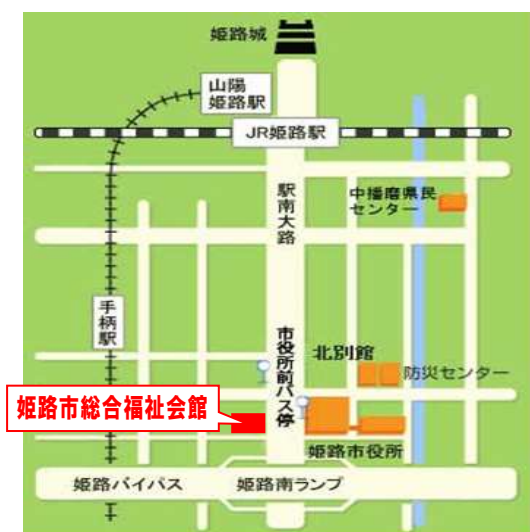 姫路城
山陽
姫路駅
JR姫路駅
駅南大路
中播磨県民
センター
手柄駅
市役所前バス停
北別館
防災センター
姫路市総合福祉会館
姫路市役所
姫路バイパス
姫路南ランプ